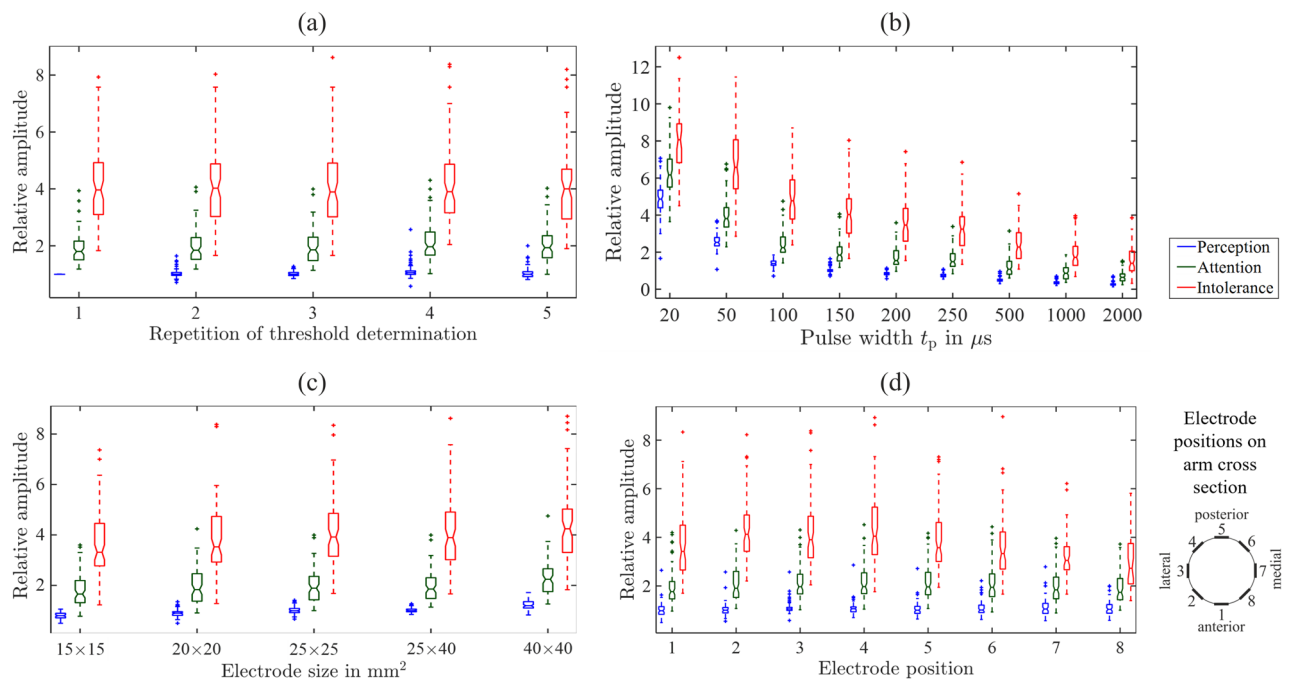 (a)
Relative amplitude
8
6
4
2
1 2 3 4 5
Repetition of threshold determination
(b)
Relative amplitude
12
10
8
6
4
2
0
20 50 100 150 200 250 500 1000 2000
Pulse width tp in μs
Perception
Attention
Intolerance
(c)
Relative amplitude
8
6
4
2
15×15 20×20 25×25 25×40 40×40
Electrode size in mm²
(d)
Relative amplitude
8
6
4
2
1 2 3 4 5 6 7 8
Electrode position
Electrode
positions on
arm cross
section
posterior
5
4 6
lateral 3 7 medial
2 8
1
anterior